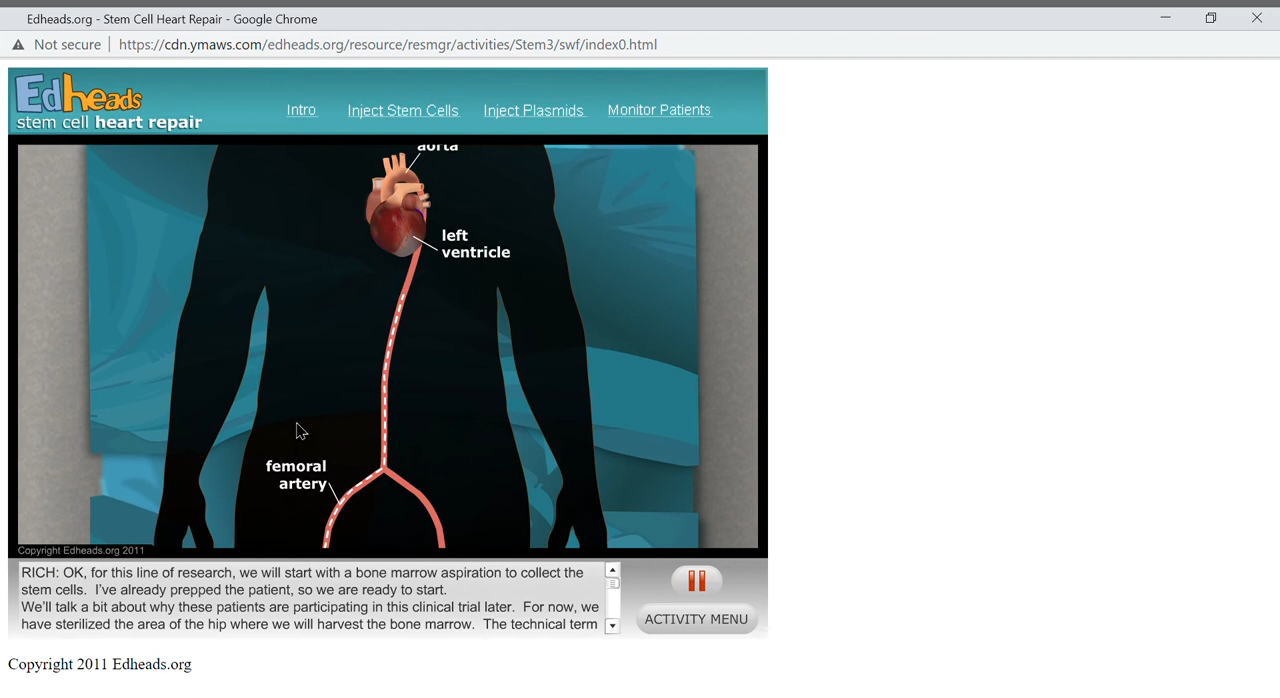 Edheads.org - Stem Cell Heart Repair - Google Chrome
Not secure | https://cdn.ymaws.com/edheads.org/resource/resmgr/activities/Stem3/swf/index0.html
Edheads
stem cell heart repair
Intro Inject Stem Cells Inject Plasmids Monitor Patients
aorta
left
ventricle
femoral
artery
Copyright Edheads.org 2011
RICH: OK, for this line of research, we will start with a bone marrow aspiration to collect the
stem cells. I've already prepped the patient, so we are ready to start.
We'll talk a bit about why these patients are participating in this clinical trial later. For now, we
have sterilized the area of the hip where we will harvest the bone marrow. The technical term
ACTIVITY MENU
Copyright 2011 Edheads.org